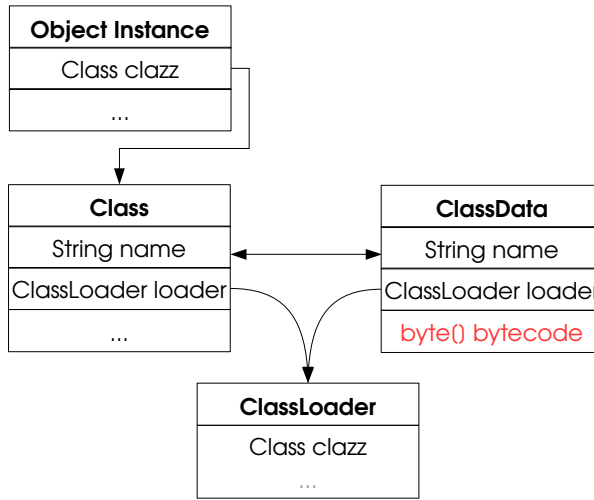 Object Instance
Class clazz
...
Class
String name
ClassLoader loader
...
ClassData
String name
ClassLoader loader
byte() bytecode
ClassLoader
Class clazz
...